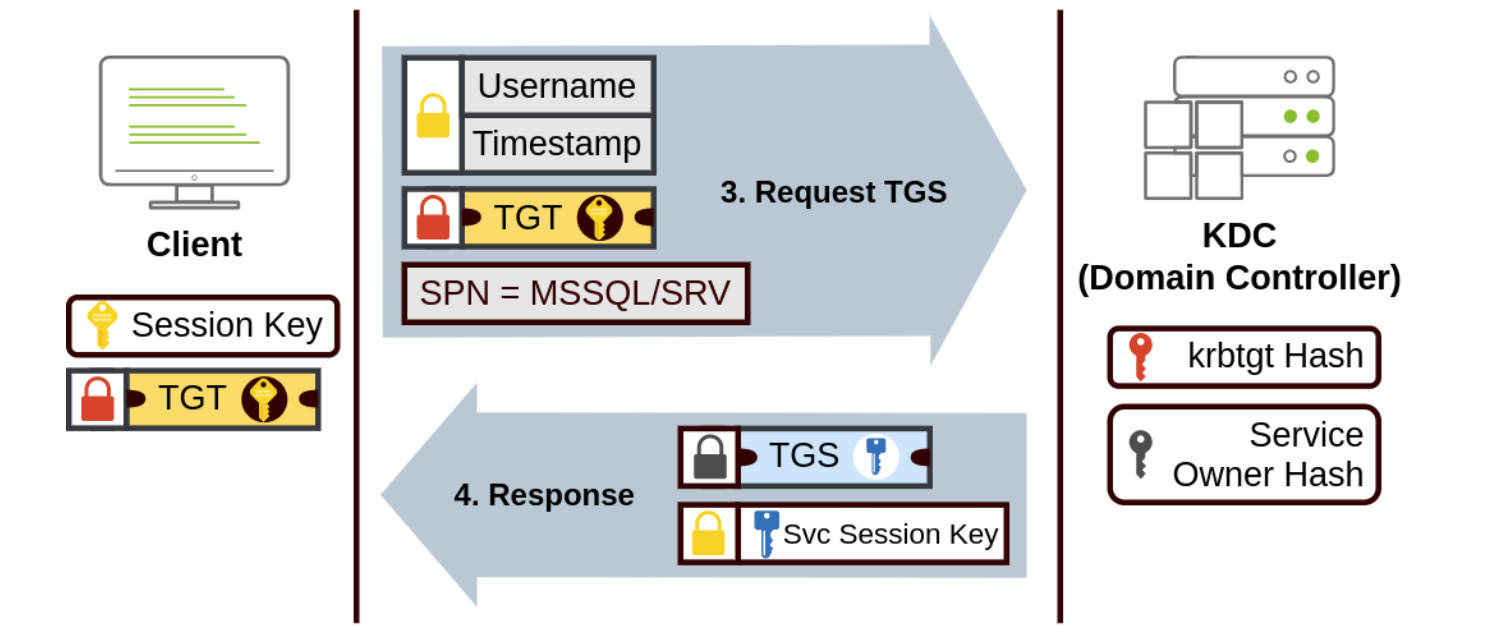 Client
Session Key
TGT
Username
Timestamp
TGT
SPN = MSSQL/SRV
3. Request TGS
4. Response
TGS
Svc Session Key
KDC
(Domain Controller)
krbtgt Hash
Service
Owner Hash